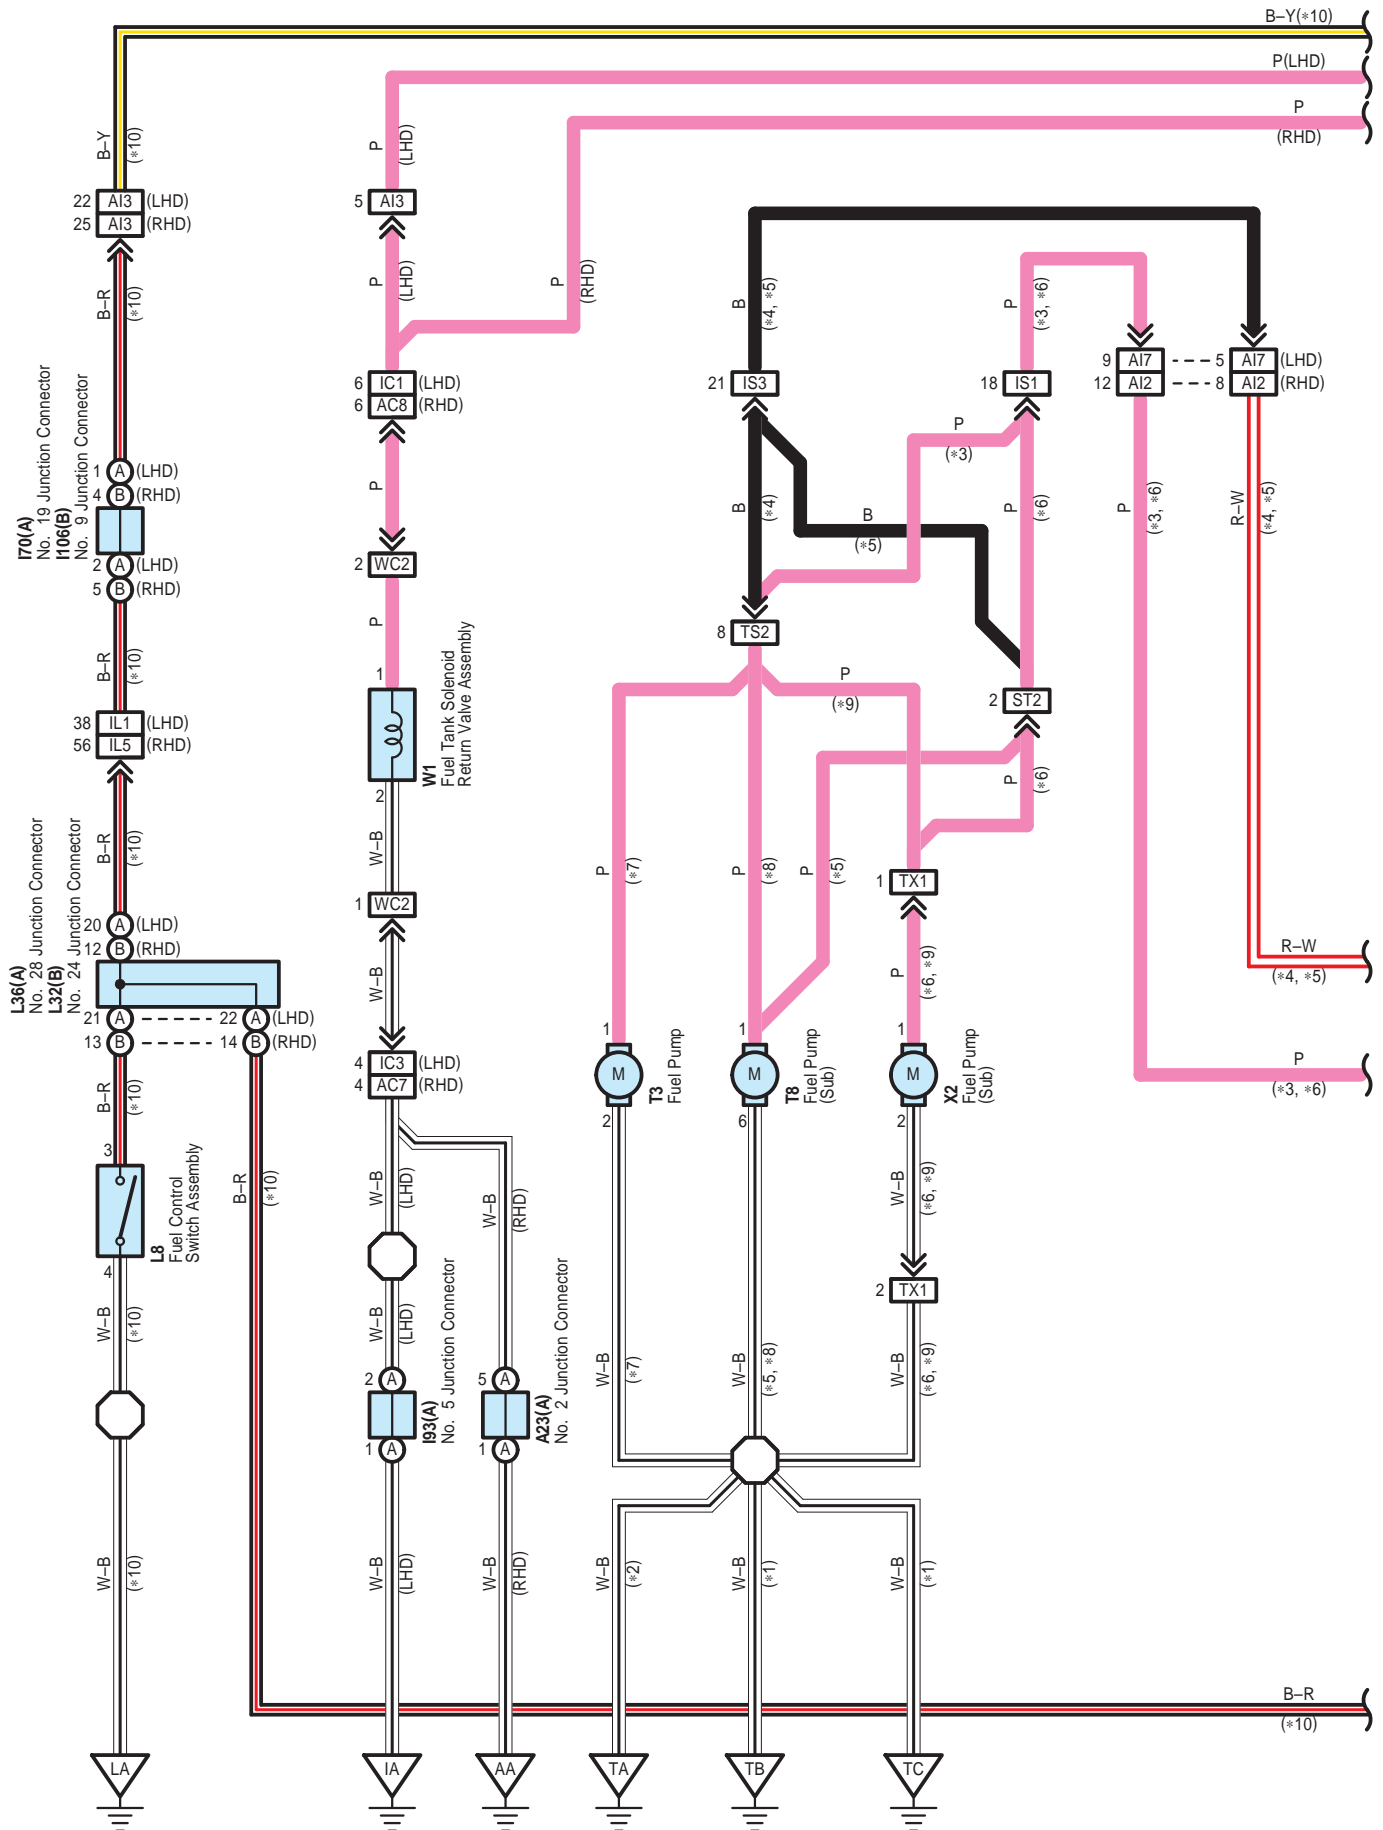 B–Y(∗10)
P(LHD)
P
(RHD)
B–Y
(∗10)
P
(LHD)
22 AI3 (LHD)
25 AI3 (RHD)
5 AI3
B–R
(∗10)
P
(LHD)
P
(RHD)
B
(∗4, ∗5)
P
(∗3, ∗6)
6 IC1 (LHD)
6 AC8 (RHD)
21 IS3
18 IS1
9 AI7 5 AI7 (LHD)
12 AI2 8 AI2 (RHD)
P
(∗3)
I70(A)
No. 19 Junction Connector
I106(B)
No. 9 Junction Connector
1 A (LHD)
4 B (RHD)
2 A (LHD)
5 B (RHD)
P
B
(∗4)
B
(∗5)
P
(∗6)
P
(∗3, ∗6)
R–W
(∗4, ∗5)
2 WC2
P
8 TS2
B–R
(∗10)
1
W1
Fuel Tank Solenoid
Return Valve Assembly
2
P
(∗9)
2 ST2
38 IL1 (LHD)
56 IL5 (RHD)
P
(∗6)
B–R
(∗10)
W–B
P
(∗7)
P
(∗8)
P
(∗5)
1 TX1
1 WC2
L36(A)
No. 28 Junction Connector
L32(B)
No. 24 Junction Connector
20 A (LHD)
12 B (RHD)
21 A 22 A (LHD)
13 B 14 B (RHD)
W–B
P
(∗6, ∗9)
R–W
(∗4, ∗5)
4 IC3 (LHD)
4 AC7 (RHD)
1
M
2
T3
Fuel Pump
1
M
6
T8
Fuel Pump
(Sub)
1
M
2
X2
Fuel Pump
(Sub)
P
(∗3, ∗6)
B–R
(∗10)
3
L8
Fuel Control
Switch Assembly
4
B–R
(∗10)
W–B
(LHD)
W–B
(RHD)
W–B
(∗6, ∗9)
2 TX1
W–B
(∗10)
W–B
(LHD)
2 A
1 A
I93(A)
No. 5 Junction Connector
5 A
1 A
A23(A)
No. 2 Junction Connector
W–B
(∗7)
W–B
(∗5, ∗8)
W–B
(∗6, ∗9)
W–B
(∗10)
W–B
(LHD)
W–B
(RHD)
W–B
(∗2)
W–B
(∗1)
W–B
(∗1)
B–R
(∗10)
LA IA AA TA TB TC